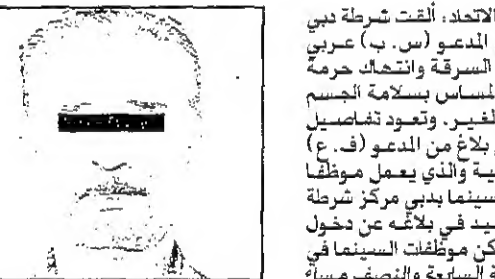 الاتحاد: ألقت شرطة دبي
المدعو (س. ب) عربي
السرقة وانتهاك حرمة
لمساس بسلامة الجسم
لغير. وتعود تفاصيل
بلاغ من المدعو (ف. ع)
ية والذي يعمل موظفا
سينما بدبي مركز شرطة
يد في بلاغه عن دخول
كن موظفات السينما في
السابعة والنصف مساء